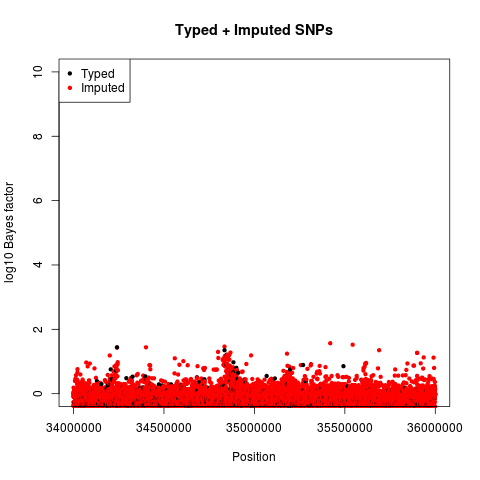 Typed + Imputed SNPs
Typed
Imputed
log10 Bayes factor
10
8
6
4
2
0
34000000 34500000 35000000 35500000 36000000
Position